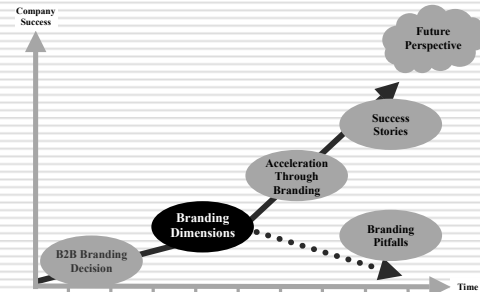 Company
Success
Future
Perspective
Success
Stories
Acceleration
Through
Branding
Branding
Dimensions
Branding
Pitfalls
B2B Branding
Decision
Time